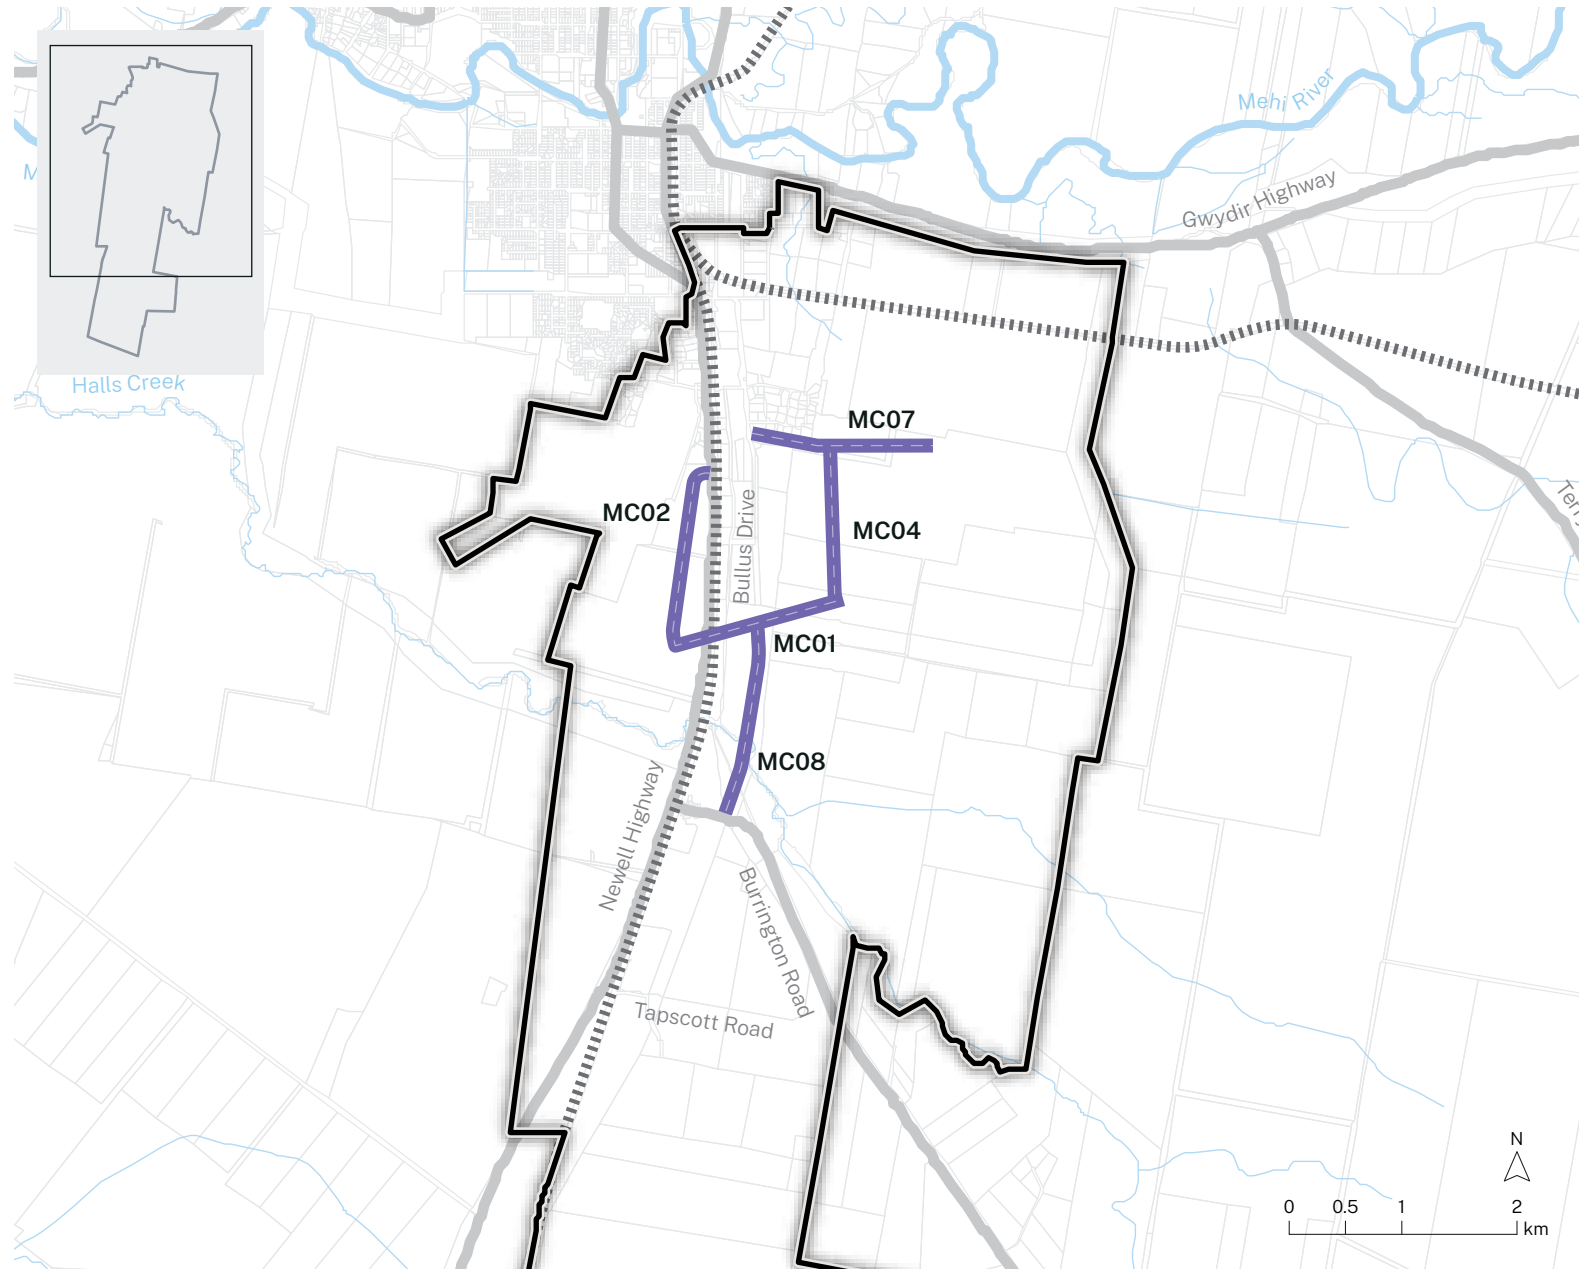 Mehi River
M
Gwydir Highway
Halls Creek
MC07
MC02
Bullus Drive
MC04
Terry
MC01
MC08
Newell Highway
Burrington Road
Tapscott Road
N
0 0.5 1 2
km